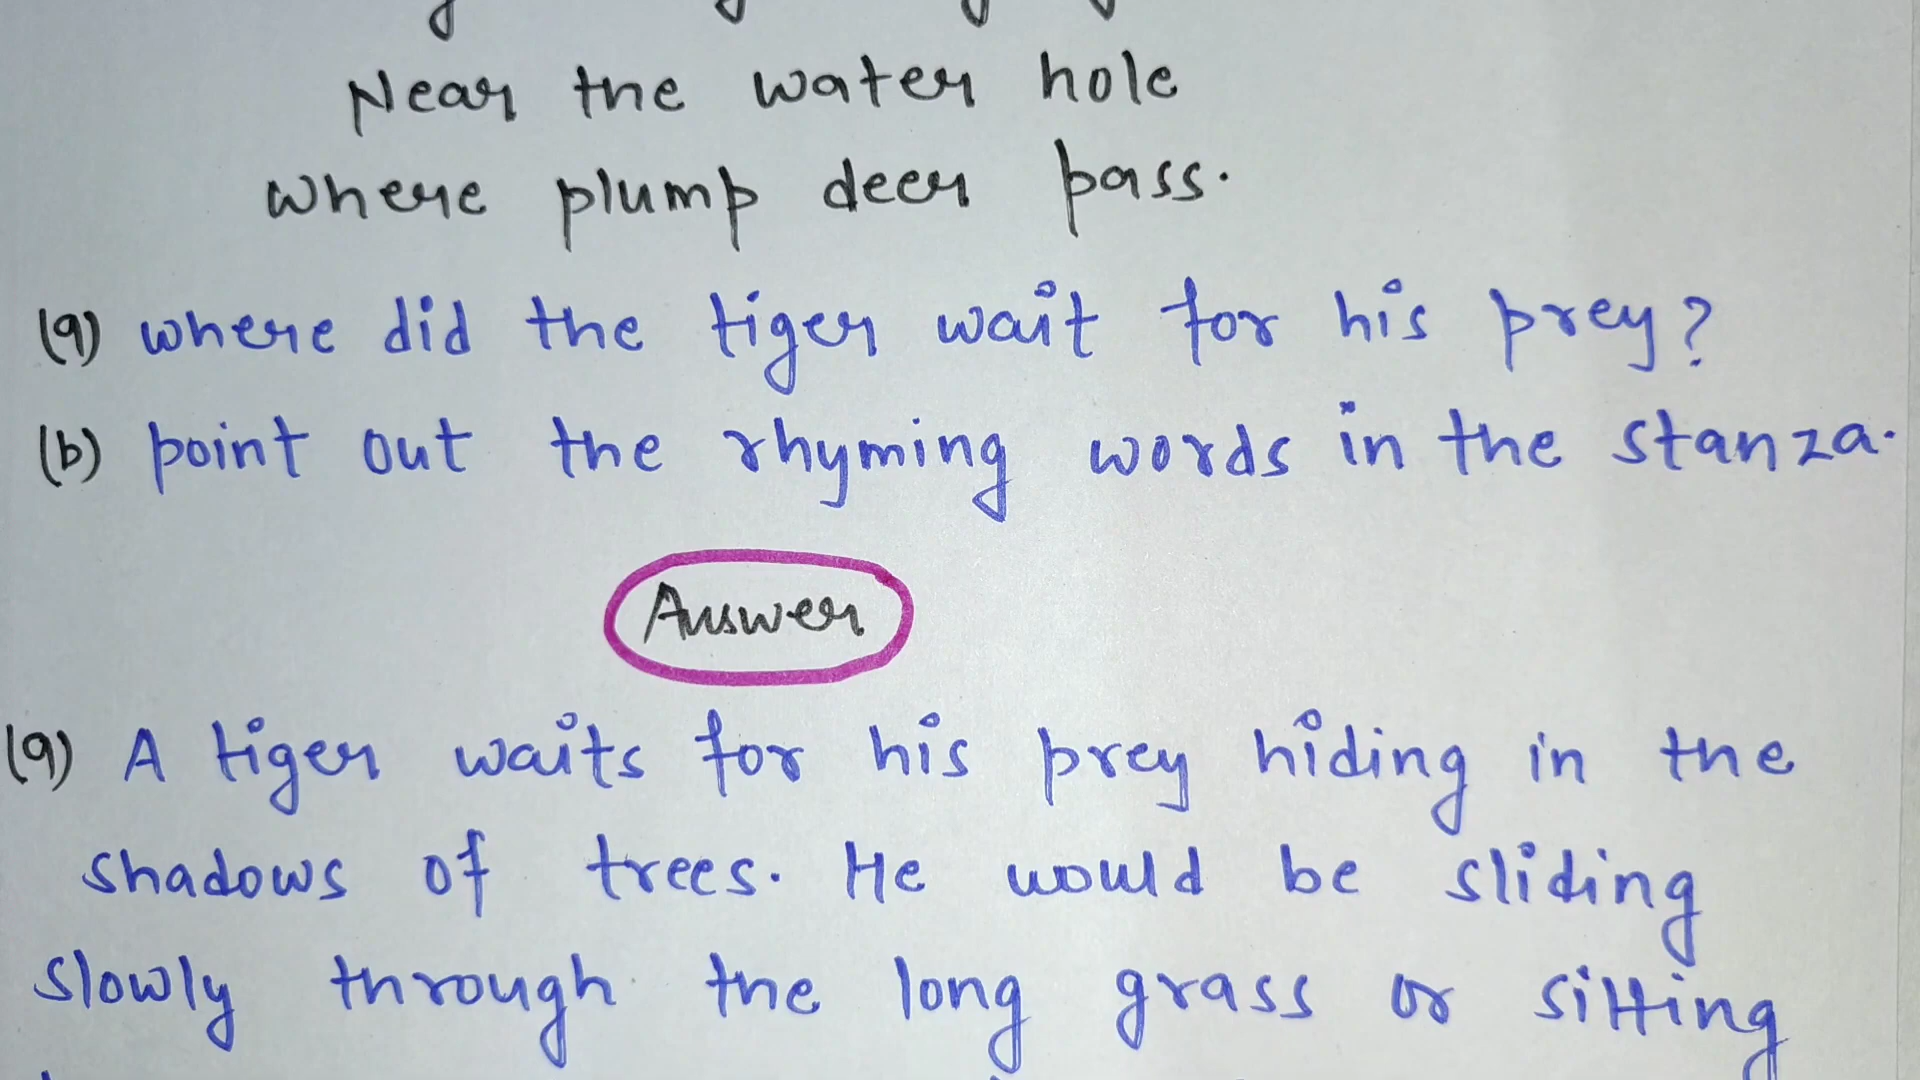 Near the water hole
where plump deer pass.
(a) where did the tiger wait for his prey?
(b) point out the rhyming words in the stanza.
Answer
(a) A tiger waits for his prey hiding in the
shadows of trees. He would be sliding
slowly through the long grass or sitting